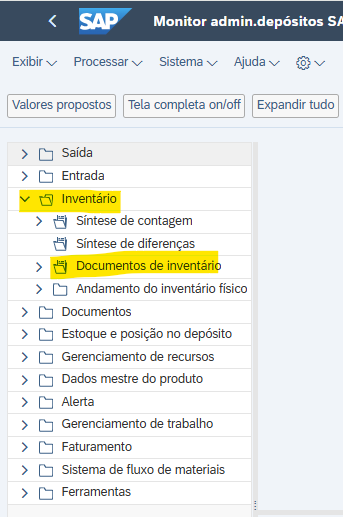 SAP Monitor admin.depósitos SA
Exibir Processar Sistema Ajuda
Valores propostos Tela completa on/off Expandir tudo
Saída
Entrada
Inventário
Síntese de contagem
Síntese de diferenças
Documentos de inventário
Andamento do inventário físico
Documentos
Estoque e posição no depósito
Gerenciamento de recursos
Dados mestre do produto
Alerta
Gerenciamento de trabalho
Faturamento
Sistema de fluxo de materiais
Ferramentas